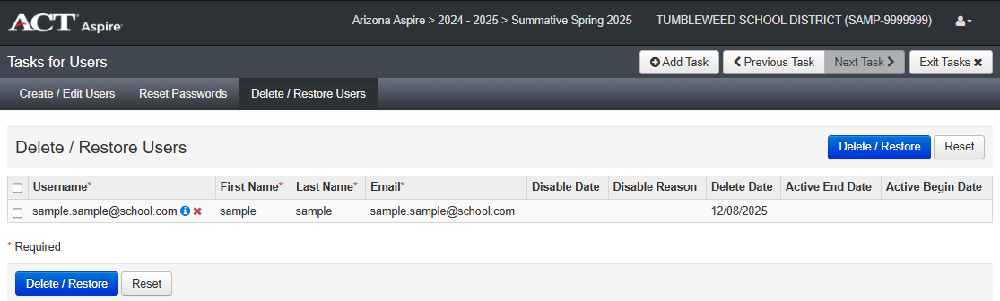 ACT Aspire Arizona Aspire > 2024 - 2025 > Summative Spring 2025 TUMBLEWEED SCHOOL DISTRICT (SAMP-9999999)
Tasks for Users Add Task Previous Task Next Task Exit Tasks
Create / Edit Users Reset Passwords Delete / Restore Users
Delete / Restore Users Delete / Restore Reset
Username* First Name* Last Name* Email* Disable Date Disable Reason Delete Date Active End Date Active Begin Date
sample.sample@school.com sample sample sample.sample@school.com 12/08/2025
* Required
Delete / Restore Reset